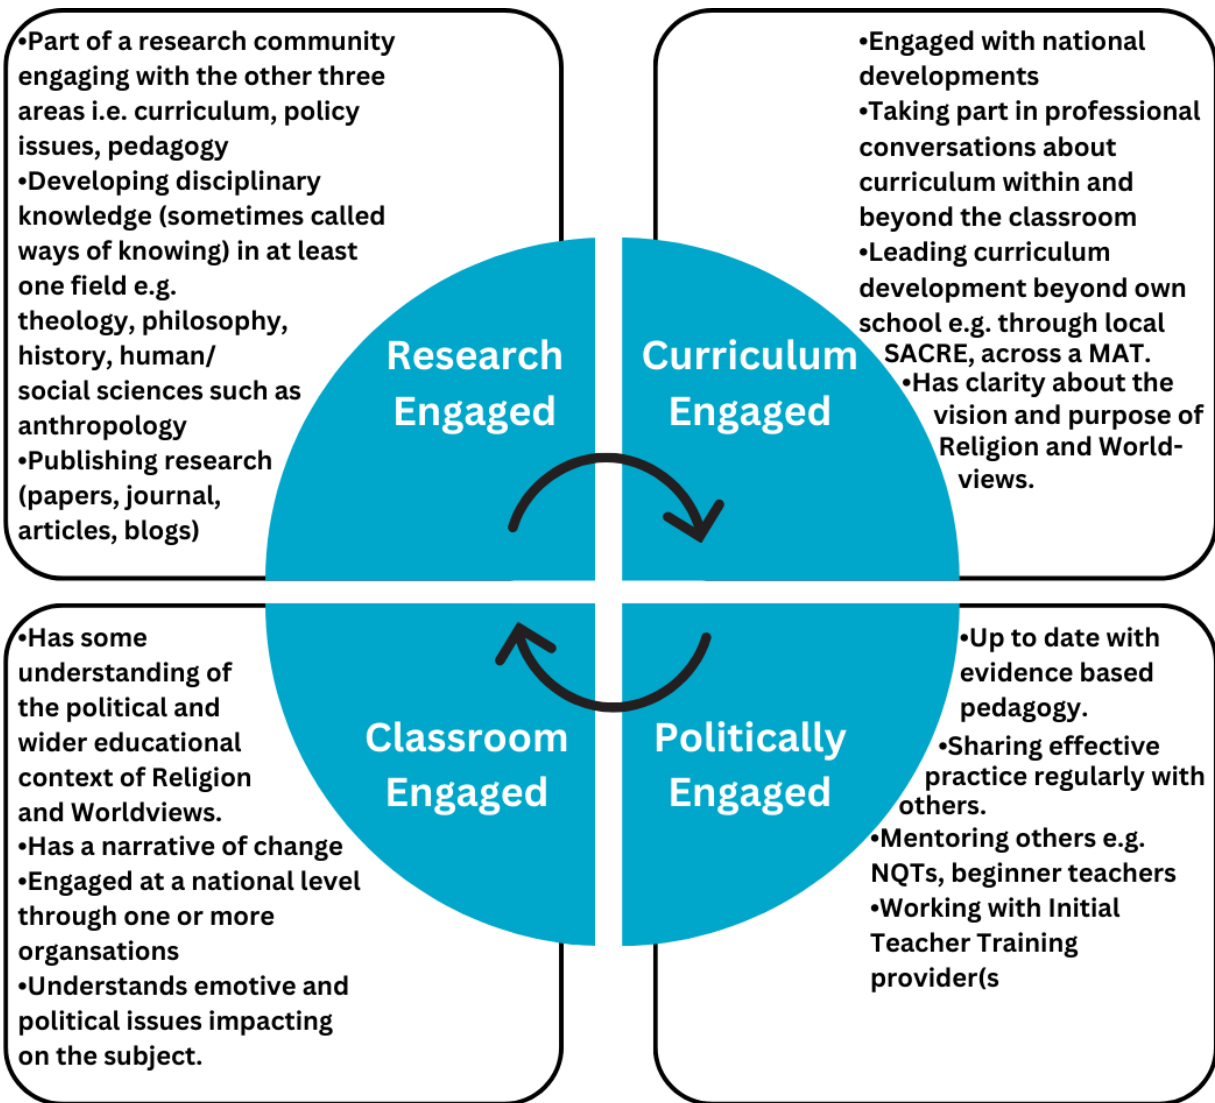 •Part of a research community
engaging with the other three
areas i.e. curriculum, policy
issues, pedagogy
•Developing disciplinary
knowledge (sometimes called
ways of knowing) in at least
one field e.g.
theology, philosophy,
history, human/
social sciences such as
anthropology
•Publishing research
(papers, journal,
articles, blogs)
Research
Engaged
•Engaged with national
developments
•Taking part in professional
conversations about
curriculum within and
beyond the classroom
•Leading curriculum
development beyond own
school e.g. through local
SACRE, across a MAT.
•Has clarity about the
vision and purpose of
Religion and World-
views.
Curriculum
Engaged
•Has some
understanding of
the political and
wider educational
context of Religion
and Worldviews.
•Has a narrative of change
•Engaged at a national level
through one or more
organsations
•Understands emotive and
political issues impacting
on the subject.
Classroom
Engaged
Politically
Engaged
•Up to date with
evidence based
pedagogy.
•Sharing effective
practice regularly with
others.
•Mentoring others e.g.
NQTs, beginner teachers
•Working with Initial
Teacher Training
provider(s